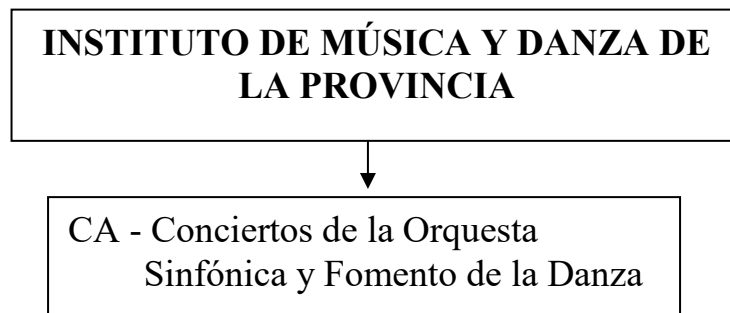 INSTITUTO DE MÚSICA Y DANZA DE
LA PROVINCIA
CA - Conciertos de la Orquesta
Sinfónica y Fomento de la Danza